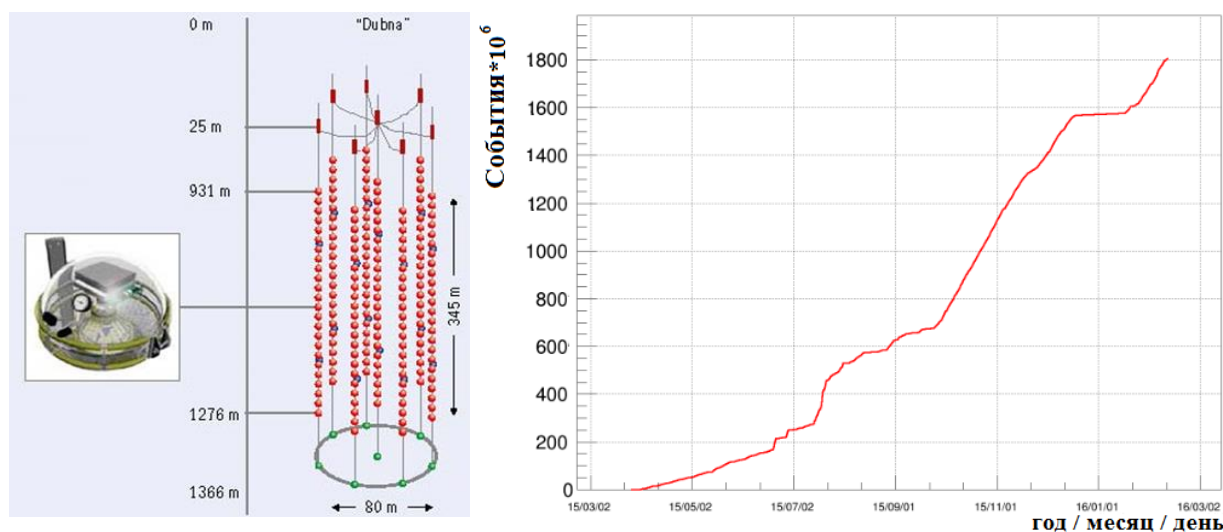 0 m
"Dubna"
25 m
931 m
345 m
1276 m
1366 m
80 m
События*10⁶
1800
1600
1400
1200
1000
800
600
400
200
0
15/03/02 15/05/02 15/07/02 15/09/01 15/11/01 16/01/01 16/03/02
год / месяц / день